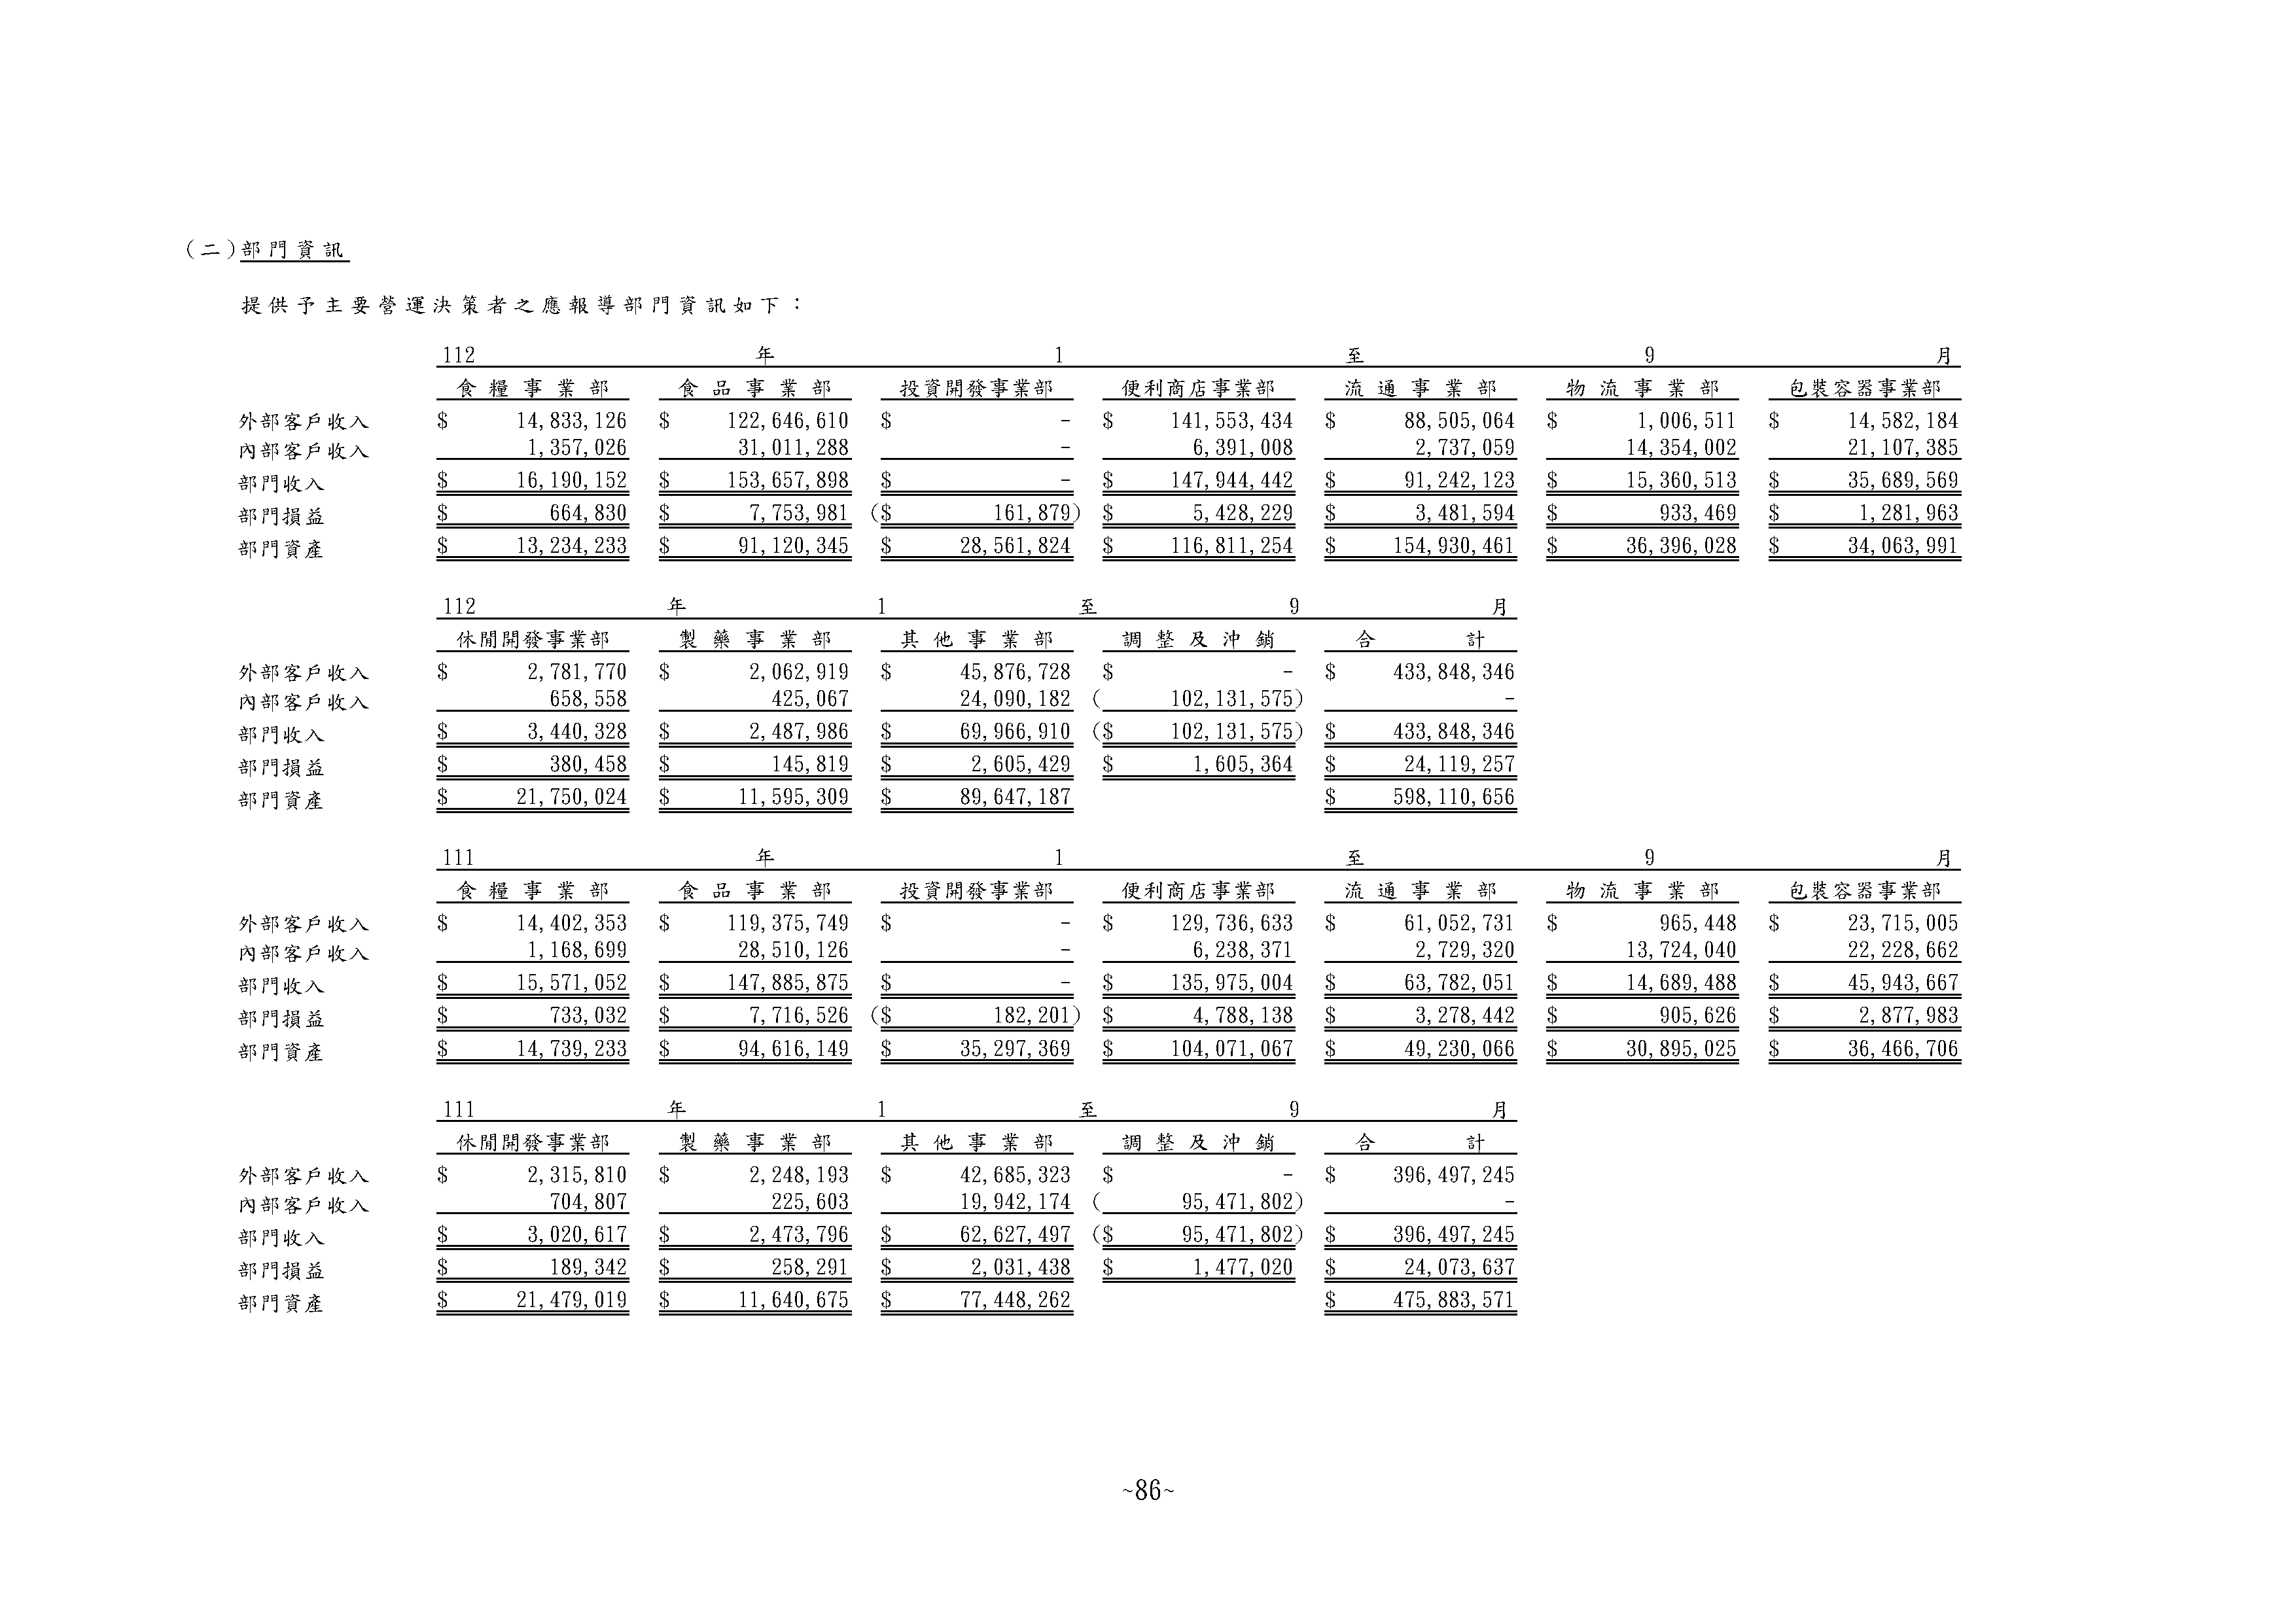 (二)部門資訊
提供予主要營運決策者之應報導部門資訊如下：
112 年 1 至 9 月
食糧事業部 食品事業部 投資開發事業部 便利商店事業部 流通事業部 物流事業部 包裝容器事業部
外部客戶收入 $ 14,833,126 $ 122,646,610 $ - $ 141,553,434 $ 88,505,064 $ 1,006,511 $ 14,582,184
內部客戶收入 1,357,026 31,011,288 - 6,391,008 2,737,059 14,354,002 21,107,385
部門收入 $ 16,190,152 $ 153,657,898 $ - $ 147,944,442 $ 91,242,123 $ 15,360,513 $ 35,689,569
部門損益 $ 664,830 $ 7,753,981 ($ 161,879) $ 5,428,229 $ 3,481,594 $ 933,469 $ 1,281,963
部門資產 $ 13,234,233 $ 91,120,345 $ 28,561,824 $ 116,811,254 $ 154,930,461 $ 36,396,028 $ 34,063,991
112 年 1 至 9 月
休閒開發事業部 製藥事業部 其他事業部 調整及沖銷 合計
外部客戶收入 $ 2,781,770 $ 2,062,919 $ 45,876,728 $ - $ 433,848,346
內部客戶收入 658,558 425,067 24,090,182 ( 102,131,575) -
部門收入 $ 3,440,328 $ 2,487,986 $ 69,966,910 ($ 102,131,575) $ 433,848,346
部門損益 $ 380,458 $ 145,819 $ 2,605,429 $ 1,605,364 $ 24,119,257
部門資產 $ 21,750,024 $ 11,595,309 $ 89,647,187 $ 598,110,656
111 年 1 至 9 月
食糧事業部 食品事業部 投資開發事業部 便利商店事業部 流通事業部 物流事業部 包裝容器事業部
外部客戶收入 $ 14,402,353 $ 119,375,749 $ - $ 129,736,633 $ 61,052,731 $ 965,448 $ 23,715,005
內部客戶收入 1,168,699 28,510,126 - 6,238,371 2,729,320 13,724,040 22,228,662
部門收入 $ 15,571,052 $ 147,885,875 $ - $ 135,975,004 $ 63,782,051 $ 14,689,488 $ 45,943,667
部門損益 $ 733,032 $ 7,716,526 ($ 182,201) $ 4,788,138 $ 3,278,442 $ 905,626 $ 2,877,983
部門資產 $ 14,739,233 $ 94,616,149 $ 35,297,369 $ 104,071,067 $ 49,230,066 $ 30,895,025 $ 36,466,706
111 年 1 至 9 月
休閒開發事業部 製藥事業部 其他事業部 調整及沖銷 合計
外部客戶收入 $ 2,315,810 $ 2,248,193 $ 42,685,323 $ - $ 396,497,245
內部客戶收入 704,807 225,603 19,942,174 ( 95,471,802) -
部門收入 $ 3,020,617 $ 2,473,796 $ 62,627,497 ($ 95,471,802) $ 396,497,245
部門損益 $ 189,342 $ 258,291 $ 2,031,438 $ 1,477,020 $ 24,073,637
部門資產 $ 21,479,019 $ 11,640,675 $ 77,448,262 $ 475,883,571
~86~